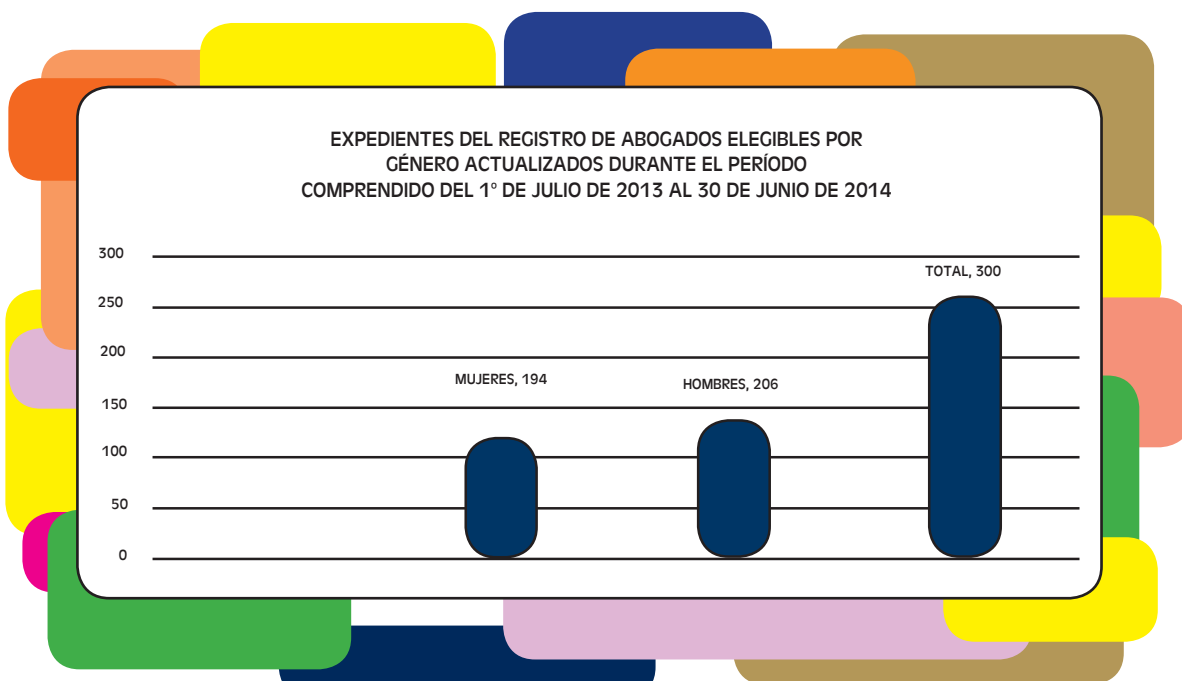 EXPEDIENTES DEL REGISTRO DE ABOGADOS ELEGIBLES POR
GÉNERO ACTUALIZADOS DURANTE EL PERÍODO
COMPRENDIDO DEL 1º DE JULIO DE 2013 AL 30 DE JUNIO DE 2014
300
TOTAL, 300
250
200
MUJERES, 194
HOMBRES, 206
150
100
50
0